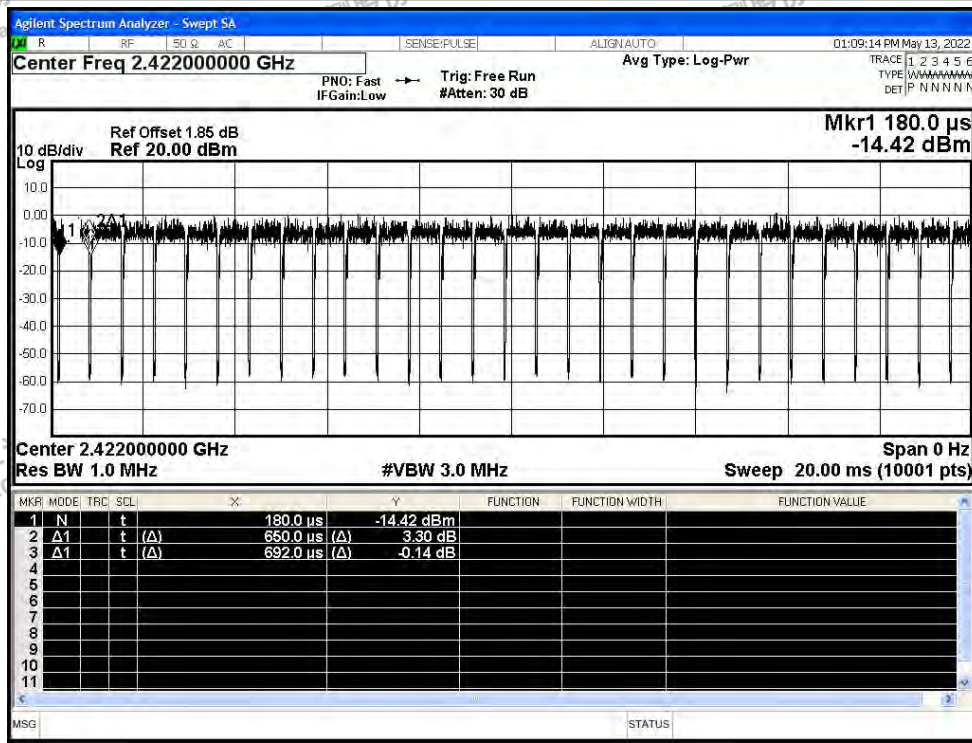 Agilent Spectrum Analyzer - Swept SA
R RF 50 Ω AC SENSE:PULSE ALIGNAUTO 01:09:14 PM May 13, 2022
Center Freq 2.422000000 GHz
PNO: Fast
IFGain:Low
Trig: Free Run
#Atten: 30 dB
Avg Type: Log-Pwr
TRACE 1 2 3 4 5 6
TYPE
DET P N N N N N
Mkr1 180.0 µs
-14.42 dBm
Ref Offset 1.85 dB
10 dB/div Ref 20.00 dBm
Log
10.0
0.00
-10.0
-20.0
-30.0
-40.0
-50.0
-60.0
-70.0
1 2Δ1
Center 2.422000000 GHz Span 0 Hz
Res BW 1.0 MHz #VBW 3.0 MHz Sweep 20.00 ms (10001 pts)
MKR MODE TRC SCL X Y FUNCTION FUNCTION WIDTH FUNCTION VALUE
1 N t 180.0 µs -14.42 dBm
2 Δ1 t (Δ) 650.0 µs (Δ) 3.30 dB
3 Δ1 t (Δ) 692.0 µs (Δ) -0.14 dB
4
5
6
7
8
9
10
11
MSG STATUS